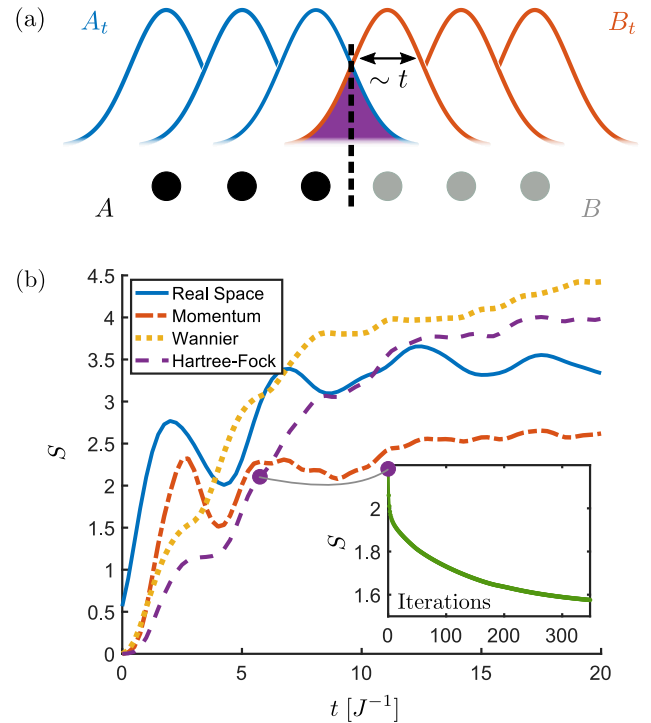 (a)
A_t
B_t
~ t
A
B
(b)
4.5
4
3.5
3
2.5
2
1.5
1
0.5
0
S
Real Space
Momentum
Wannier
Hartree-Fock
2
1.8
1.6
S
Iterations
0 100 200 300
0 5 10 15 20
t [J⁻¹]